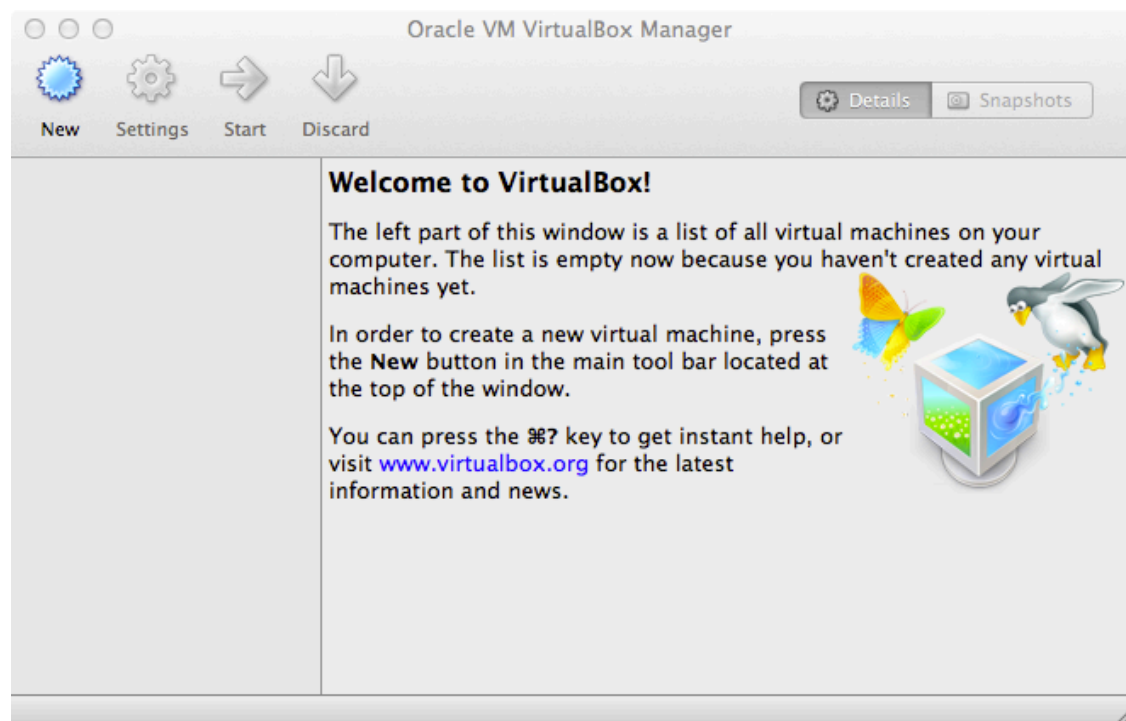 Oracle VM VirtualBox Manager
New Settings Start Discard
Details Snapshots
Welcome to VirtualBox!
The left part of this window is a list of all virtual machines on your
computer. The list is empty now because you haven't created any virtual
machines yet.
In order to create a new virtual machine, press
the New button in the main tool bar located at
the top of the window.
You can press the ⌘? key to get instant help, or
visit www.virtualbox.org for the latest
information and news.